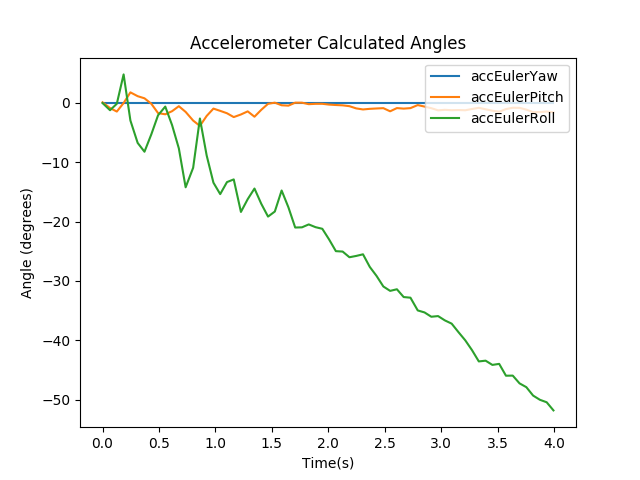 Accelerometer Calculated Angles
accEulerYaw
accEulerPitch
accEulerRoll
0
−10
−20
−30
−40
−50
Angle (degrees)
0.0 0.5 1.0 1.5 2.0 2.5 3.0 3.5 4.0
Time(s)